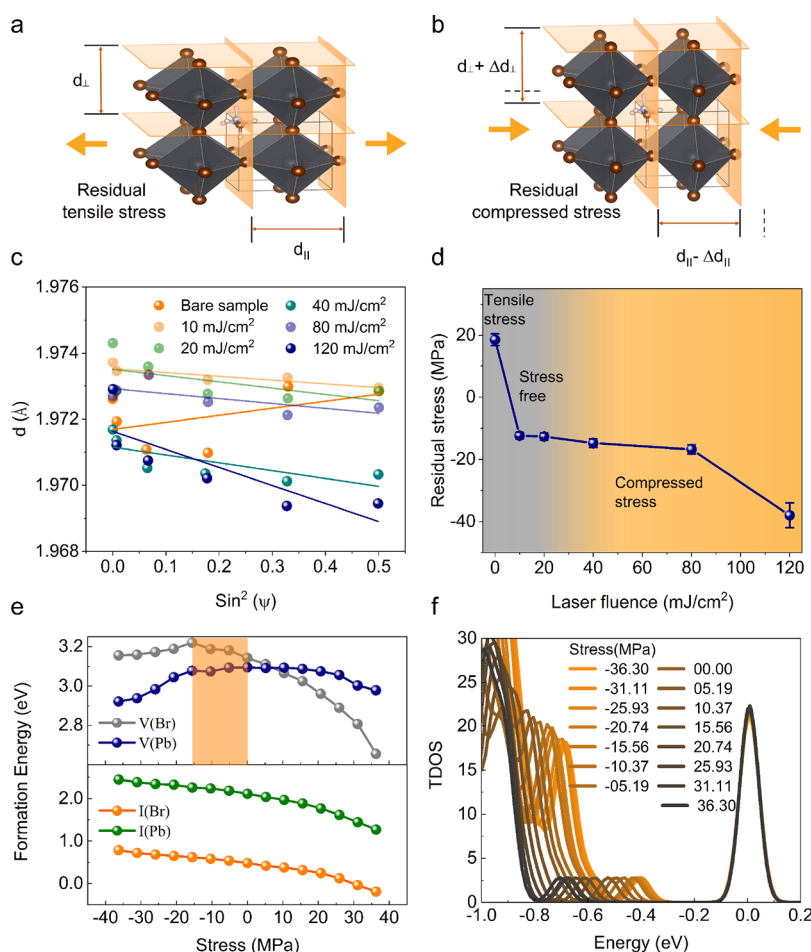 a
d⊥
Residual
tensile stress
d||
b
d⊥+ Δd⊥
Residual
compressed stress
d||- Δd||
c
1.976
1.974
1.972
1.970
1.968
d (Å)
Bare sample
10 mJ/cm²
20 mJ/cm²
40 mJ/cm²
80 mJ/cm²
120 mJ/cm²
0.0 0.1 0.2 0.3 0.4 0.5
Sin² (ψ)
d
40
20
0
-20
-40
Residual stress (MPa)
Tensile
stress
Stress
free
Compressed
stress
0 20 40 60 80 100 120
Laser fluence (mJ/cm²)
e
3.2
3.0
2.8
2.0
1.0
0.0
Formation Energy (eV)
V(Br)
V(Pb)
I(Pb)
I(Br)
-40 -30 -20 -10 0 10 20 30 40
Stress (MPa)
f
30
25
20
15
10
5
0
TDOS
Stress(MPa)
-36.30 00.00
-31.11 05.19
-25.93 10.37
-20.74 15.56
-15.56 20.74
-10.37 25.93
-05.19 31.11
36.30
-1.0 -0.8 -0.6 -0.4 -0.2 0.0 0.2
Energy (eV)